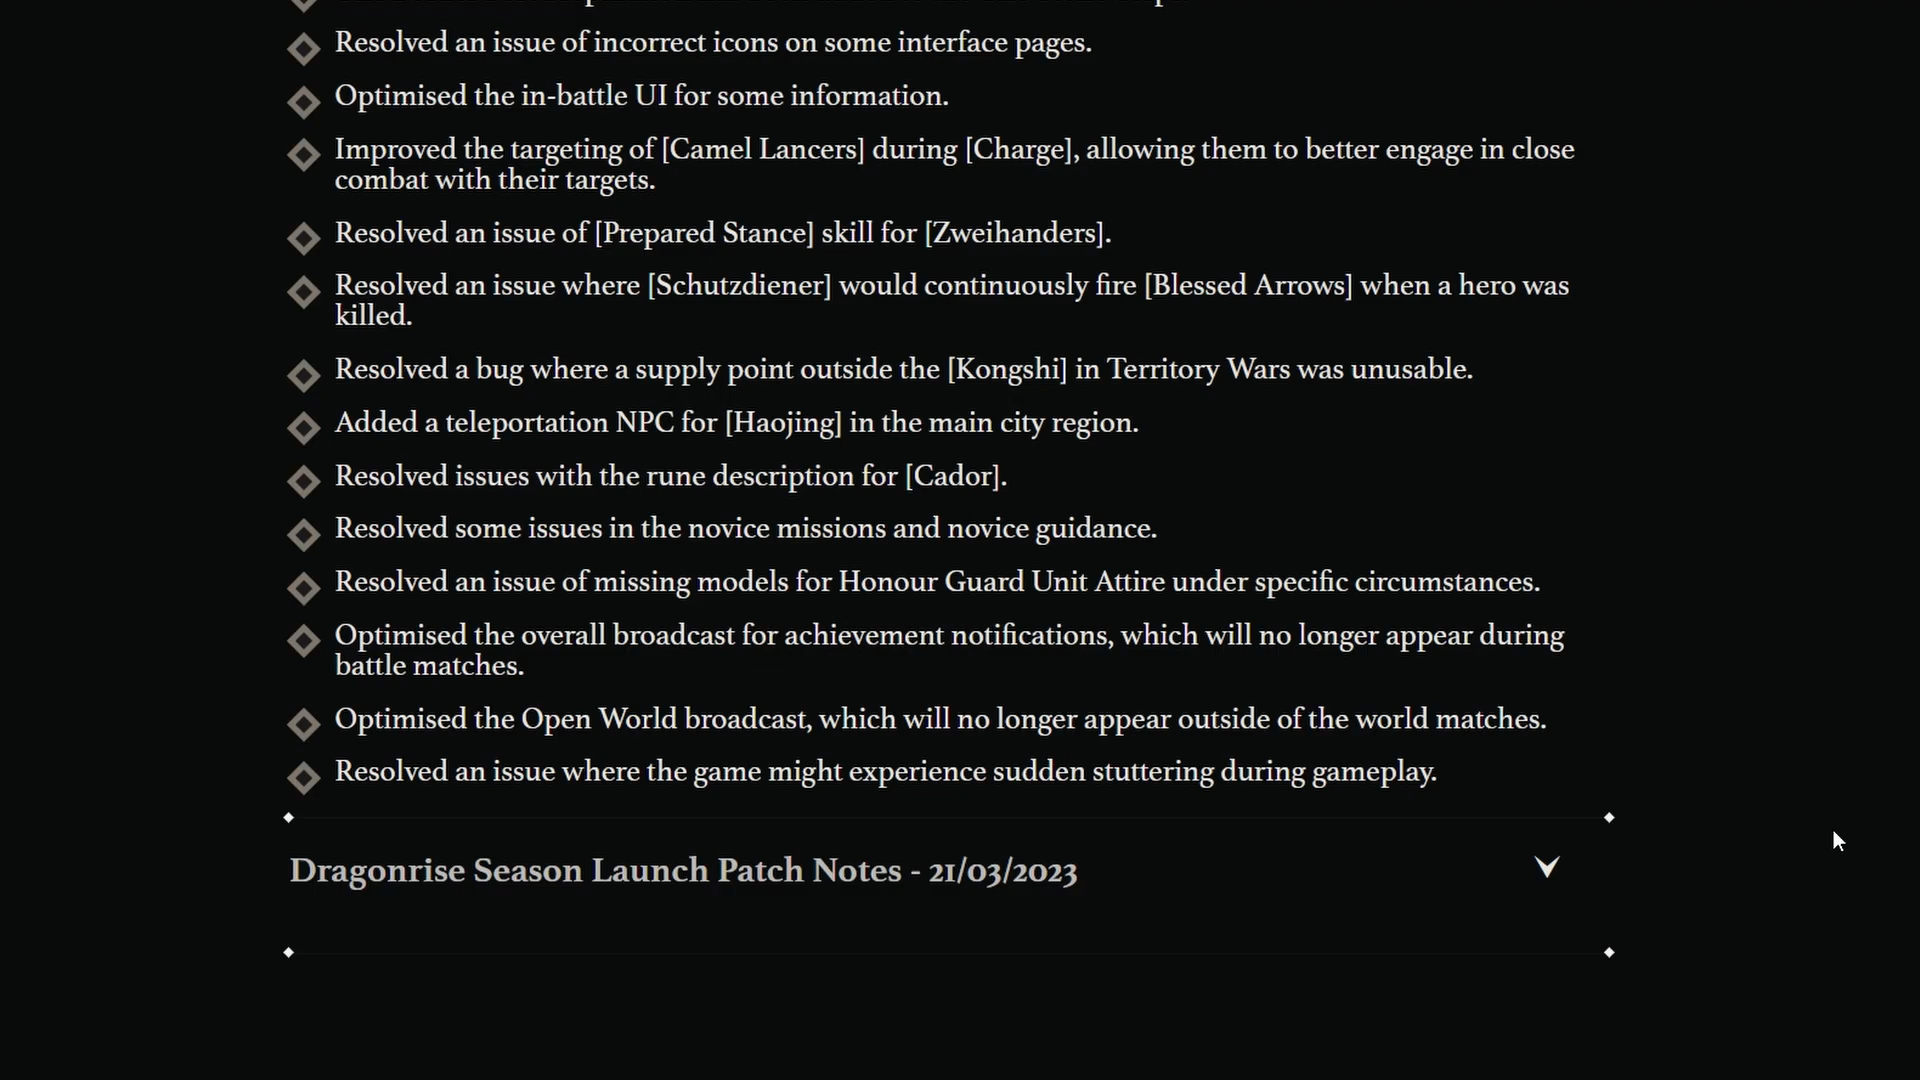 Resolved an issue of incorrect icons on some interface pages.
Optimised the in-battle UI for some information.
Improved the targeting of [Camel Lancers] during [Charge], allowing them to better engage in close
combat with their targets.
Resolved an issue of [Prepared Stance] skill for [Zweihanders].
Resolved an issue where [Schutzdiener] would continuously fire [Blessed Arrows] when a hero was
killed.
Resolved a bug where a supply point outside the [Kongshi] in Territory Wars was unusable.
Added a teleportation NPC for [Haojing] in the main city region.
Resolved issues with the rune description for [Cador].
Resolved some issues in the novice missions and novice guidance.
Resolved an issue of missing models for Honour Guard Unit Attire under specific circumstances.
Optimised the overall broadcast for achievement notifications, which will no longer appear during
battle matches.
Optimised the Open World broadcast, which will no longer appear outside of the world matches.
Resolved an issue where the game might experience sudden stuttering during gameplay.
Dragonrise Season Launch Patch Notes - 21/03/2023